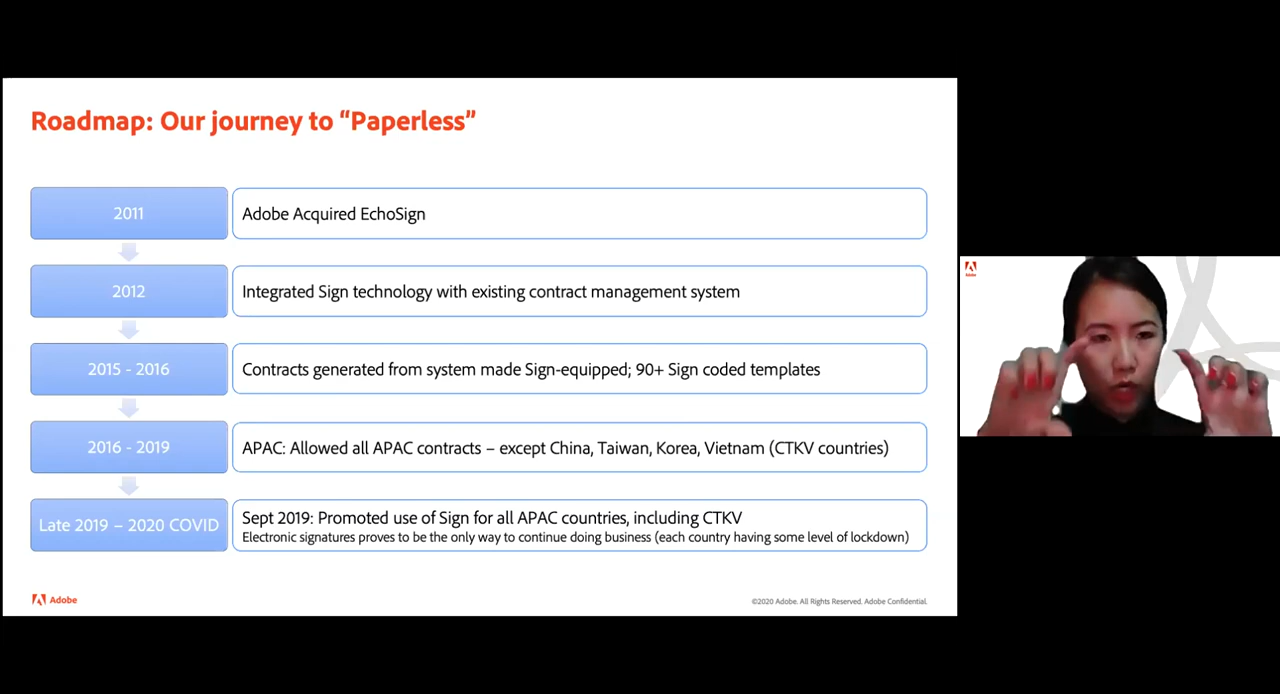 Roadmap: Our journey to “Paperless”
2011
Adobe Acquired EchoSign
2012
Integrated Sign technology with existing contract management system
2015 - 2016
Contracts generated from system made Sign-equipped; 90+ Sign coded templates
2016 - 2019
APAC: Allowed all APAC contracts – except China, Taiwan, Korea, Vietnam (CTKV countries)
Late 2019 – 2020 COVID
Sept 2019: Promoted use of Sign for all APAC countries, including CTKV
Electronic signatures proves to be the only way to continue doing business (each country having some level of lockdown)
Adobe
©2020 Adobe. All Rights Reserved. Adobe Confidential.
Adobe